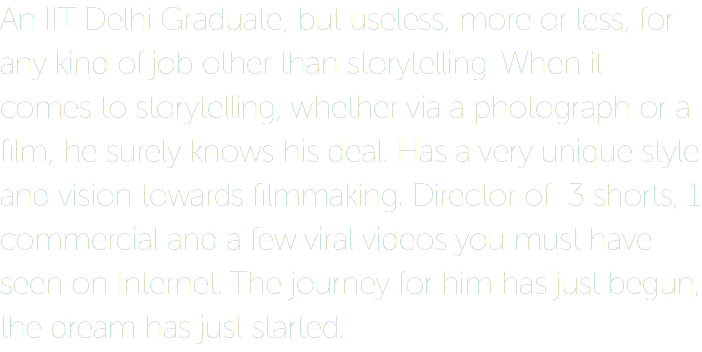 An IIT Delhi Graduate, but useless, more or less, for
any kind of job other than storytelling. When it
comes to storytelling, whether via a photograph or a
film, he surely knows his deal. Has a very unique style
and vision towards filmmaking. Director of  3 shorts, 1
commercial and a few viral videos you must have
seen on Internet. The journey for him has just begun,
the dream has just started.